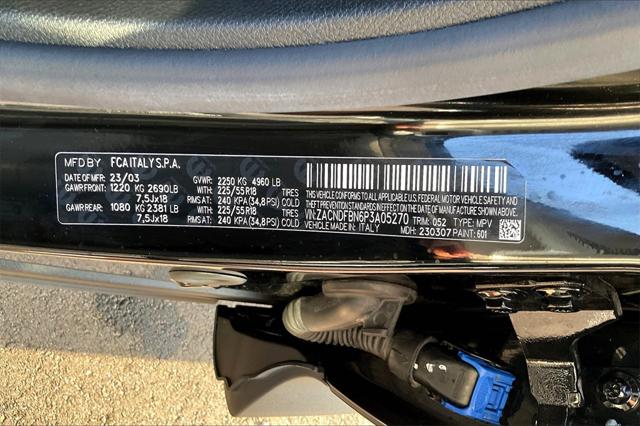 MFD BY FCA ITALY S.P.A.
DATE OF MFR 23/03 GVWR: 2250 KG 4960 LB
GAWR FRONT: 1220 KG 2690 LB WITH: 225/55R18 TIRES
7,5Jx18 RIMS AT: 240 KPA (34,8PSI) COLD
GAWR REAR: 1080 KG 2381 LB WITH: 225/55R18 TIRES
7,5Jx18 RIMS AT: 240 KPA (34,8PSI) COLD
THIS VEHICLE CONFORMS TO ALL APPLICABLE U.S. FEDERAL MOTOR VEHICLE SAFETY
BUMPER AND THEFT PREVENTION STANDARDS IN EFFECT ON THE DATE OF MANUFACTURE SHOWN ABOVE
VIN: ZACNDFBN6P3A05270 TRIM: 052 TYPE: MPV
VEHICLE MADE IN: ITALY MDH: 230307 PAINT: 601